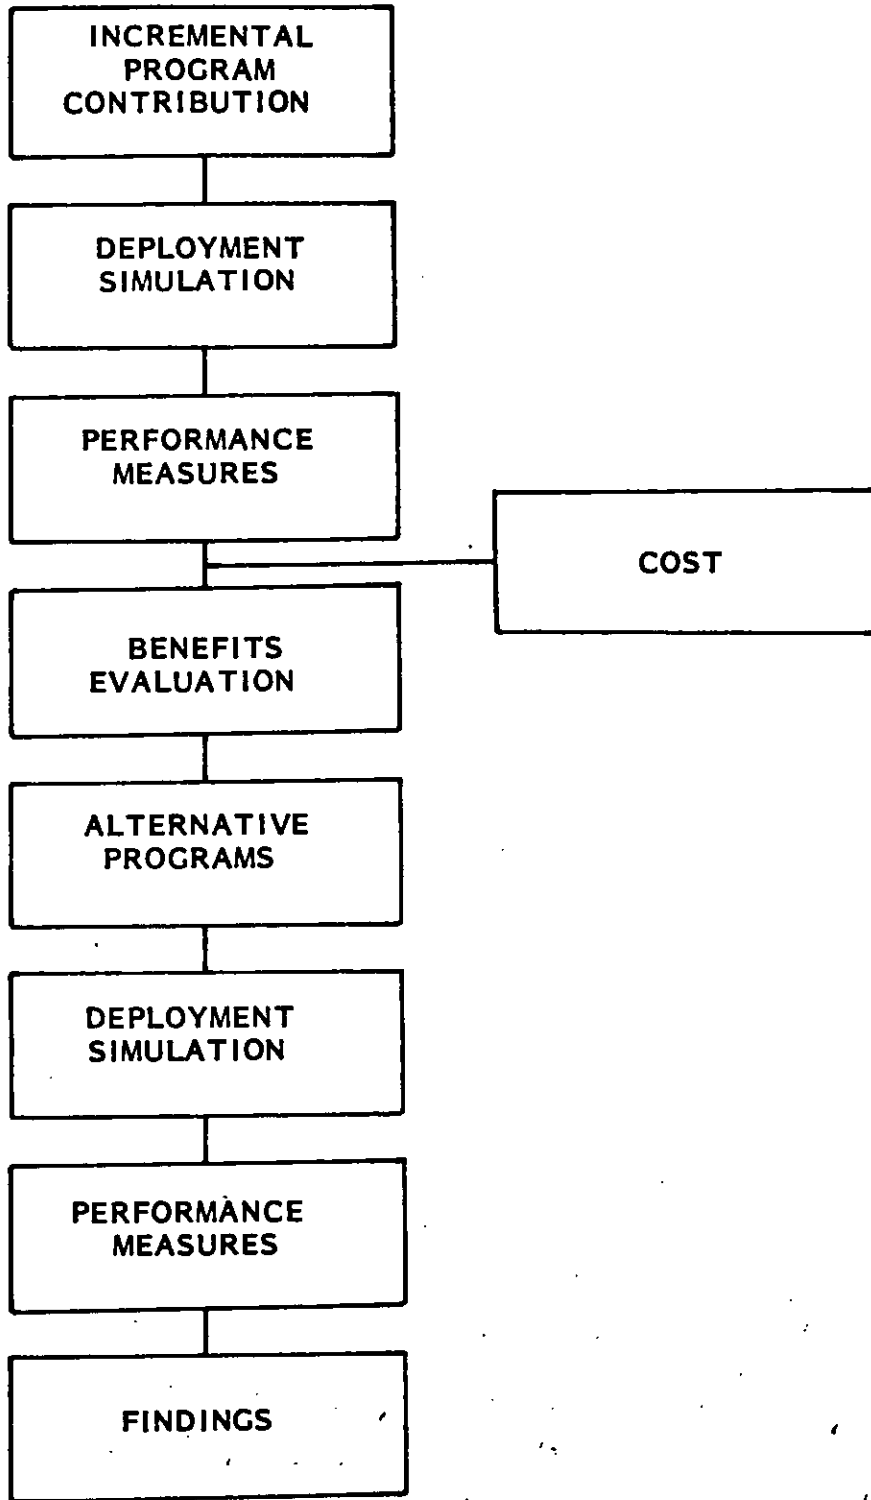 INCREMENTAL
PROGRAM
CONTRIBUTION
DEPLOYMENT
SIMULATION
PERFORMANCE
MEASURES
COST
BENEFITS
EVALUATION
ALTERNATIVE
PROGRAMS
DEPLOYMENT
SIMULATION
PERFORMANCE
MEASURES
FINDINGS